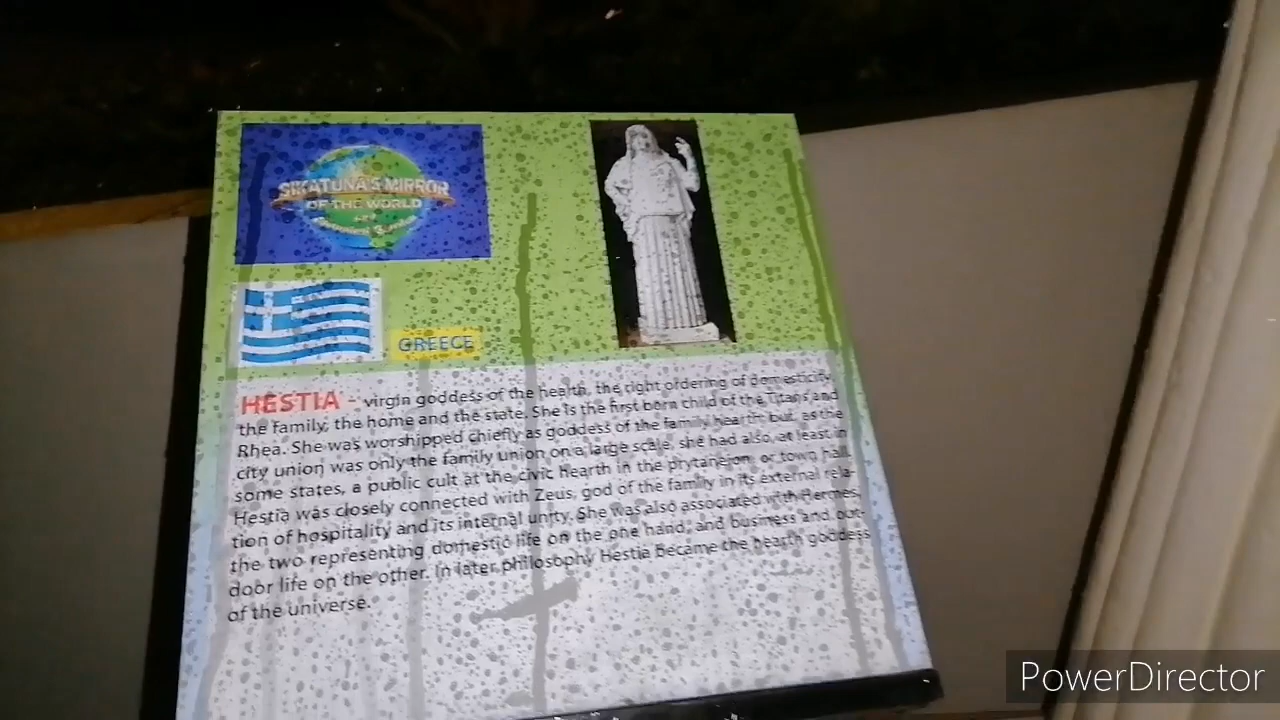 SIKATUNA'S MIRROR
OF THE WORLD
GREECE
HESTIA - virgin goddess of the health, the right ordering of domesticity,
the family, the home and the state. She is the first born child of the Titans and
Rhea. She was worshipped chiefly as goddess of the family hearth but, as the
city union was only the family union on a large scale, she had also, at least in
some states, a public cult at the civic hearth in the prytaneion or town hall.
Hestia was closely connected with Zeus, god of the family in its external rela-
tion of hospitality and its internal unity. She was also associated with Hermes,
the two representing domestic life on the one hand, and business and out-
door life on the other. In later philosophy Hestia became the hearth goddess
of the universe.
PowerDirector